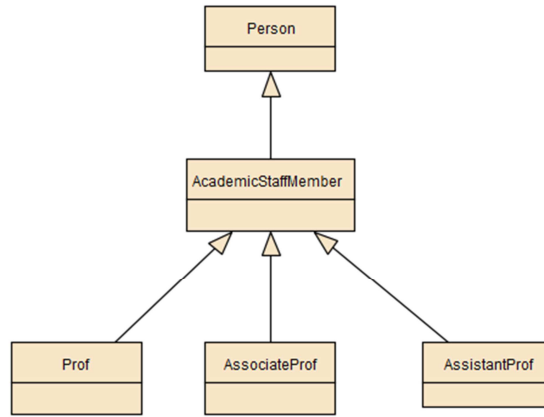 Person
AcademicStaffMember
Prof
AssociateProf
AssistantProf